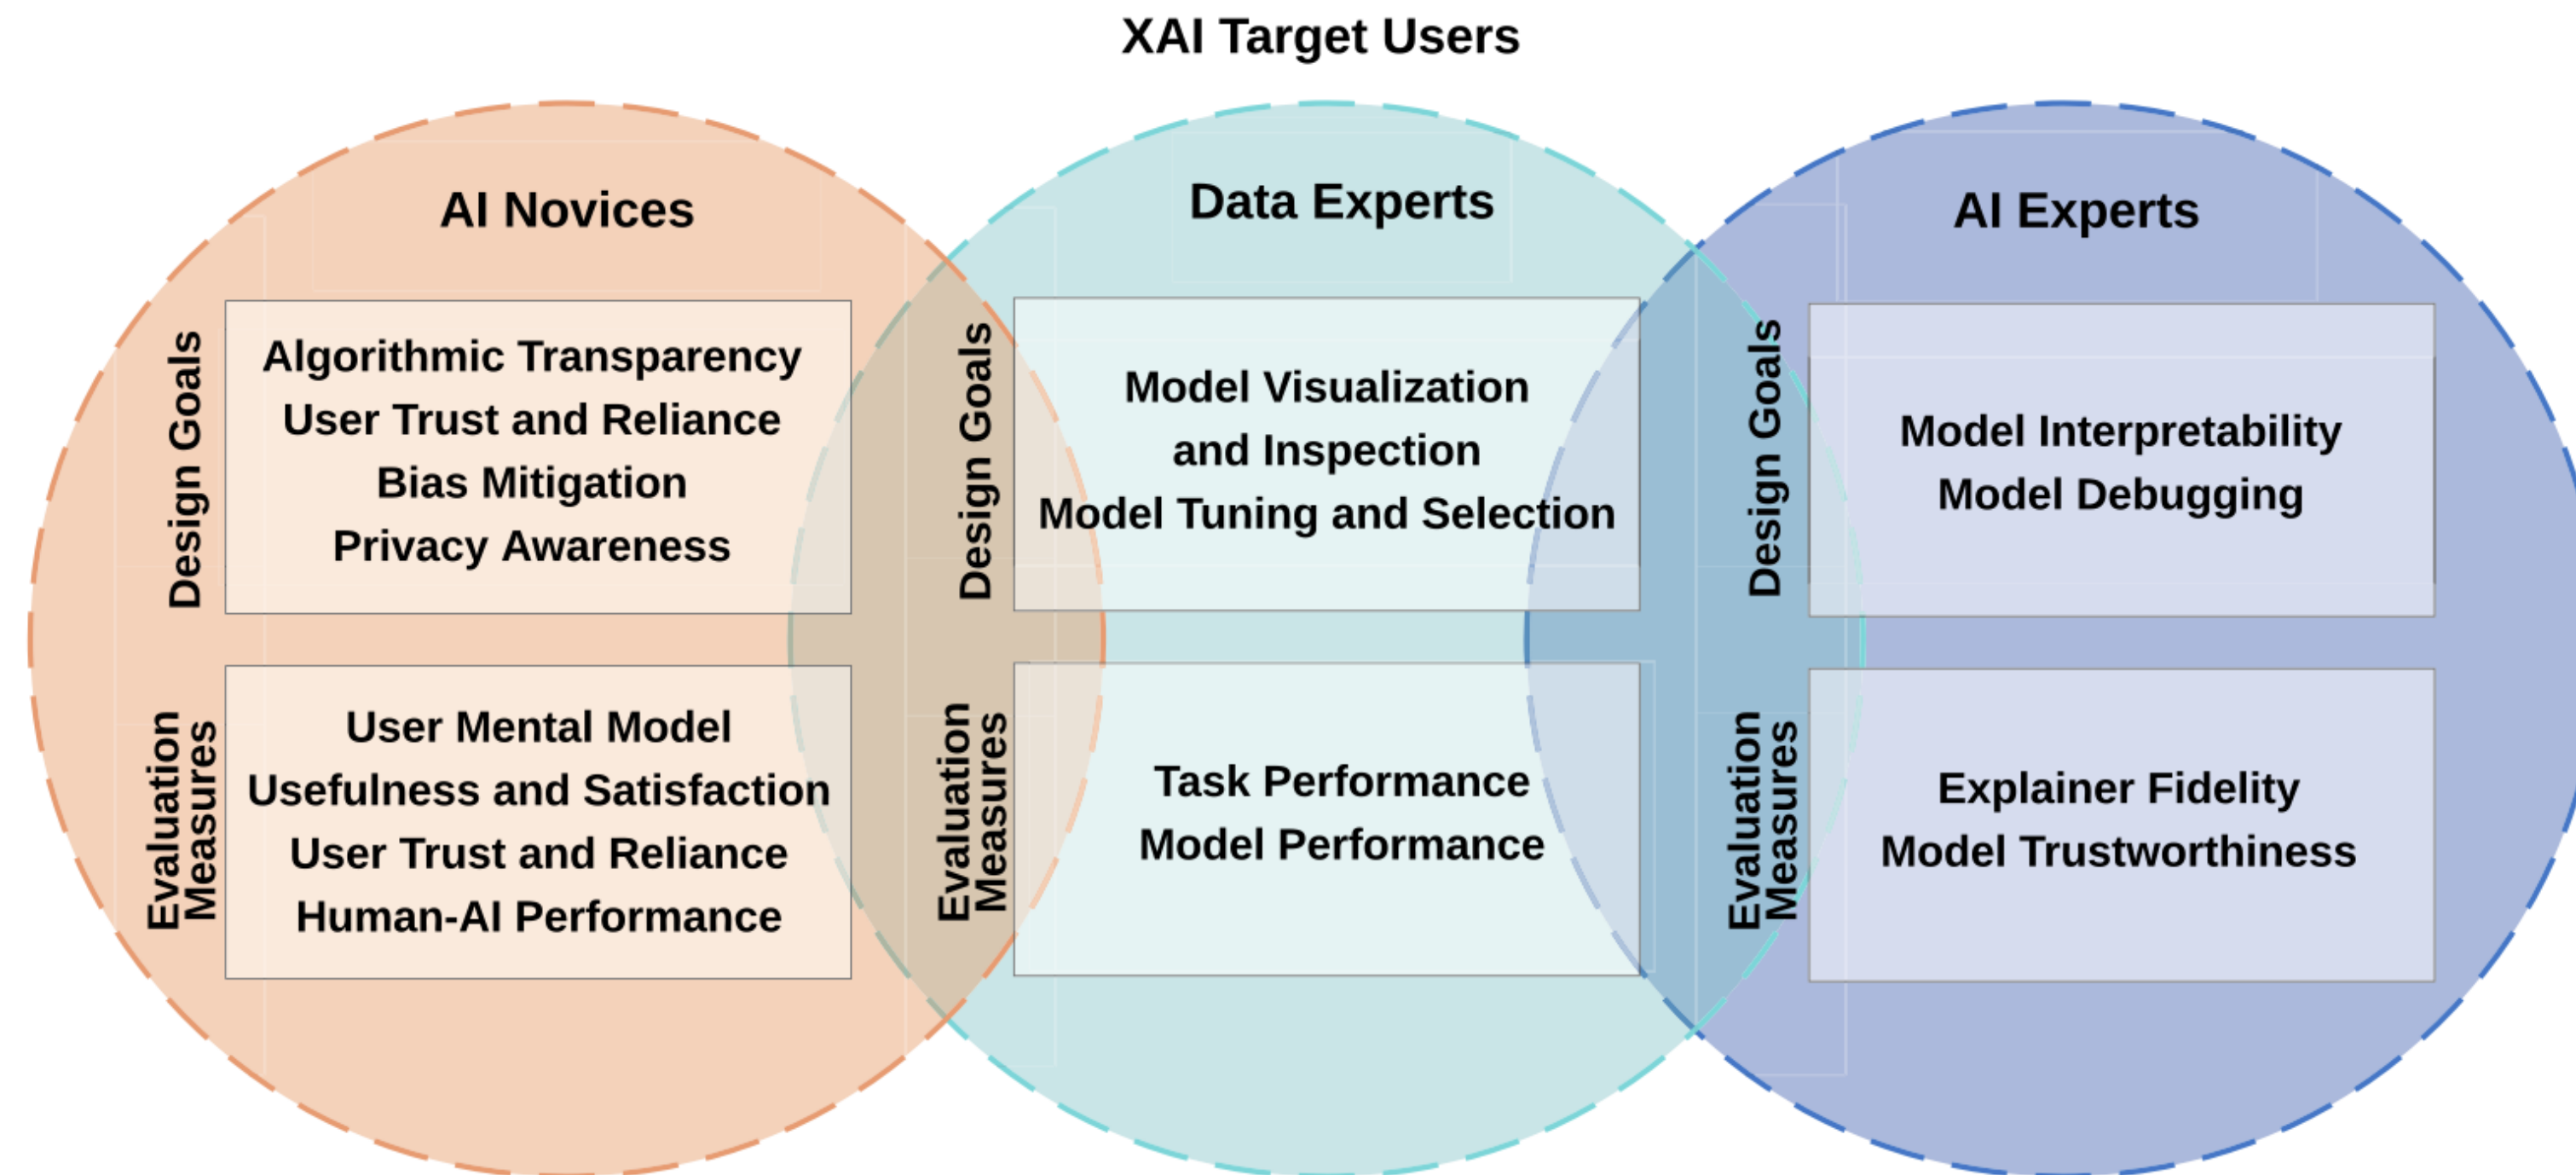 XAI Target Users
AI Novices
Design Goals
Algorithmic Transparency
User Trust and Reliance
Bias Mitigation
Privacy Awareness
Evaluation
Measures
User Mental Model
Usefulness and Satisfaction
User Trust and Reliance
Human-AI Performance
Data Experts
Design Goals
Model Visualization
and Inspection
Model Tuning and Selection
Evaluation
Measures
Task Performance
Model Performance
AI Experts
Design Goals
Model Interpretability
Model Debugging
Evaluation
Measures
Explainer Fidelity
Model Trustworthiness